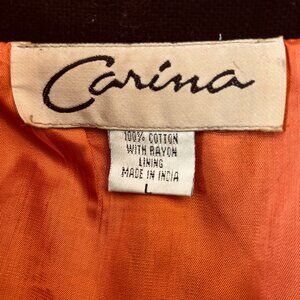 Carina
100% COTTON
WITH RAYON
LINING
MADE IN INDIA
L